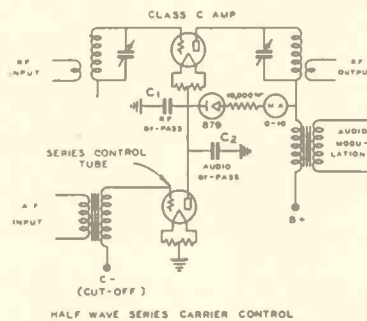 CLASS C AMP
RF
INPUT
RF
OUTPUT
C1
RF
BY-PASS
879
10,000
MA
0-10
C2
AUDIO
BY-PASS
AUDIO
MODU-
LATION
SERIES CONTROL
TUBE
B+
A F
INPUT
C-
(CUT-OFF)
HALF WAVE SERIES CARRIER CONTROL